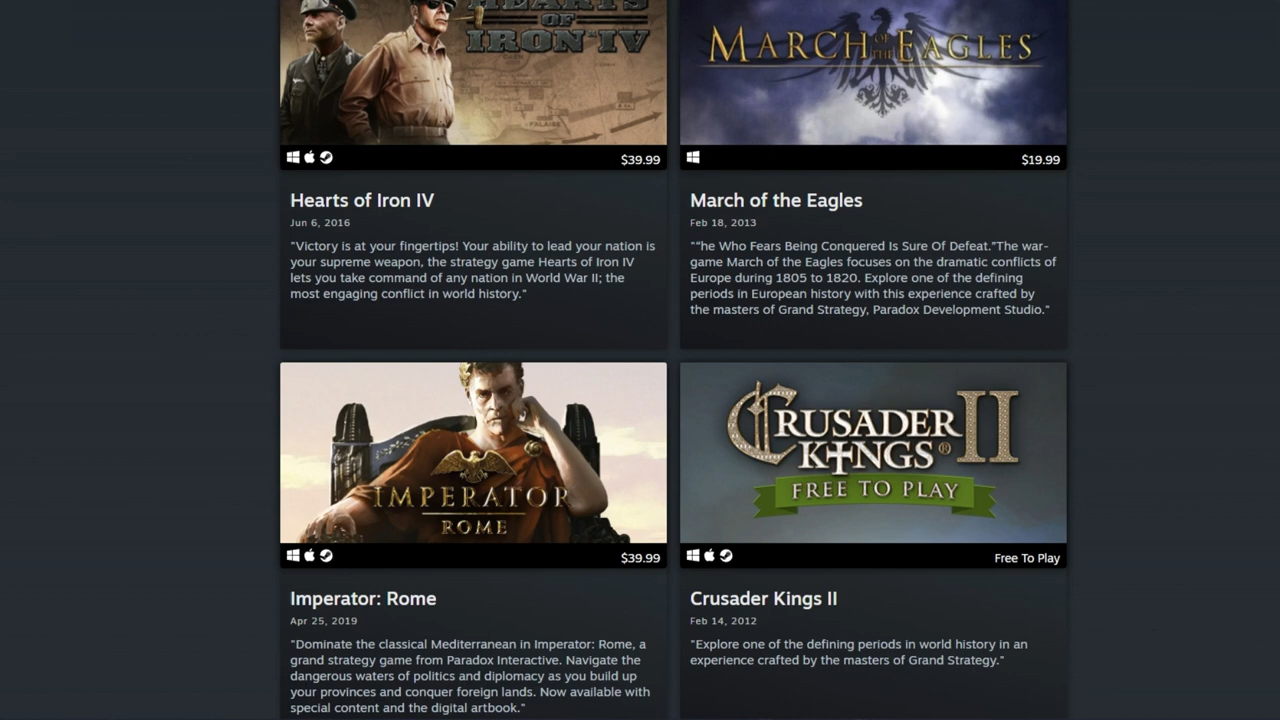 HEARTS
OF
IRON IV
FALAISE
$39.99
Hearts of Iron IV
Jun 6, 2016
"Victory is at your fingertips! Your ability to lead your nation is
your supreme weapon, the strategy game Hearts of Iron IV
lets you take command of any nation in World War II; the
most engaging conflict in world history."
MARCH OF THE EAGLES
$19.99
March of the Eagles
Feb 18, 2013
"“he Who Fears Being Conquered Is Sure Of Defeat.”The war-
game March of the Eagles focuses on the dramatic conflicts of
Europe during 1805 to 1820. Explore one of the defining
periods in European history with this experience crafted by
the masters of Grand Strategy, Paradox Development Studio."
IMPERATOR
ROME
$39.99
Imperator: Rome
Apr 25, 2019
"Dominate the classical Mediterranean in Imperator: Rome, a
grand strategy game from Paradox Interactive. Navigate the
dangerous waters of politics and diplomacy as you build up
your provinces and conquer foreign lands. Now available with
special content and the digital artbook."
CRUSADER
KINGS® II
FREE TO PLAY
Free To Play
Crusader Kings II
Feb 14, 2012
"Explore one of the defining periods in world history in an
experience crafted by the masters of Grand Strategy."